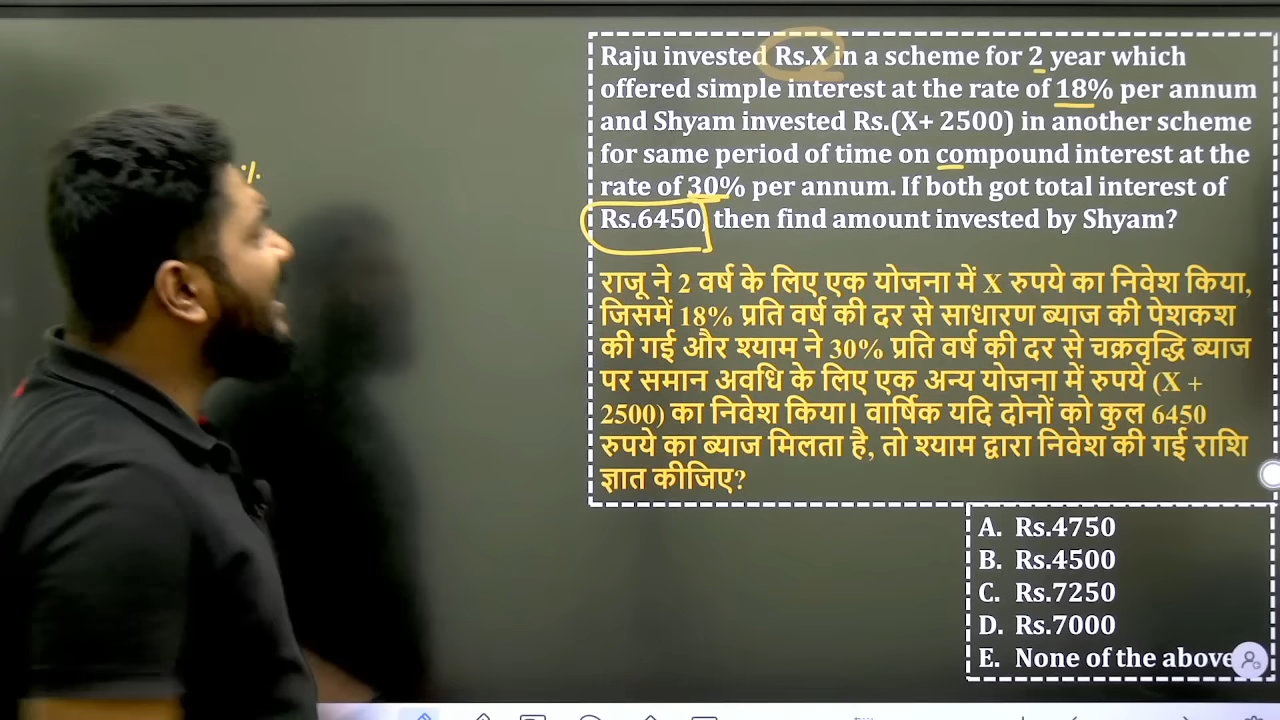 %
Raju invested Rs.X in a scheme for 2 year which
offered simple interest at the rate of 18% per annum
and Shyam invested Rs.(X+ 2500) in another scheme
for same period of time on compound interest at the
rate of 30% per annum. If both got total interest of
Rs.6450, then find amount invested by Shyam?
राजू ने 2 वर्ष के लिए एक योजना में X रुपये का निवेश किया,
जिसमें 18% प्रति वर्ष की दर से साधारण ब्याज की पेशकश
की गई और श्याम ने 30% प्रति वर्ष की दर से चक्रवृद्धि ब्याज
पर समान अवधि के लिए एक अन्य योजना में रुपये (X +
2500) का निवेश किया। वार्षिक यदि दोनों को कुल 6450
रुपये का ब्याज मिलता है, तो श्याम द्वारा निवेश की गई राशि
ज्ञात कीजिए?
A. Rs.4750
B. Rs.4500
C. Rs.7250
D. Rs.7000
E. None of the above